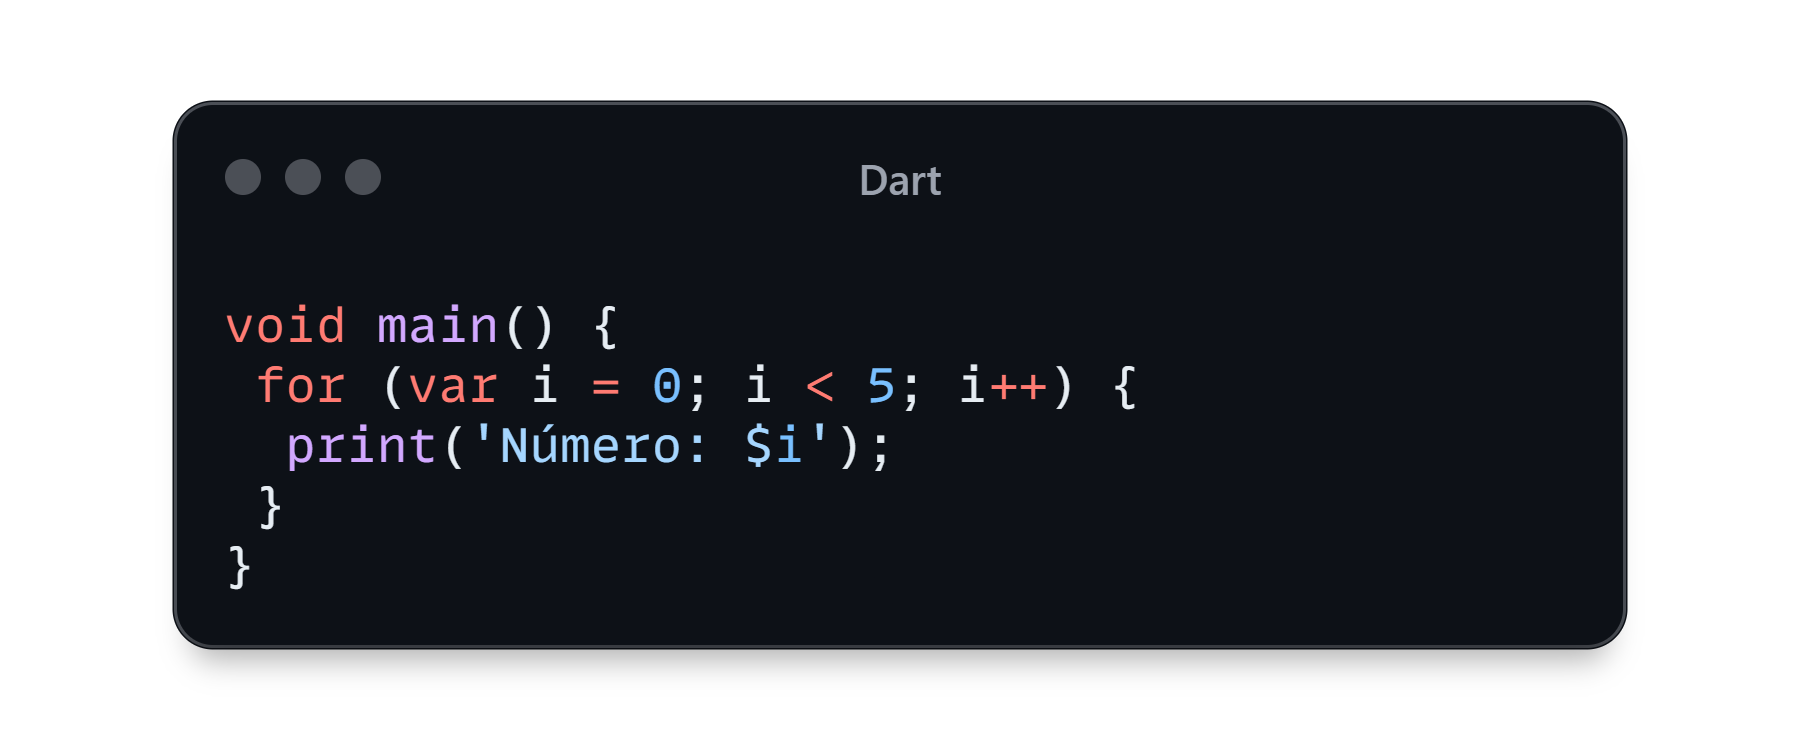 Dart
void main() {
 for (var i = 0; i < 5; i++) {
  print('Número: $i');
 }
}